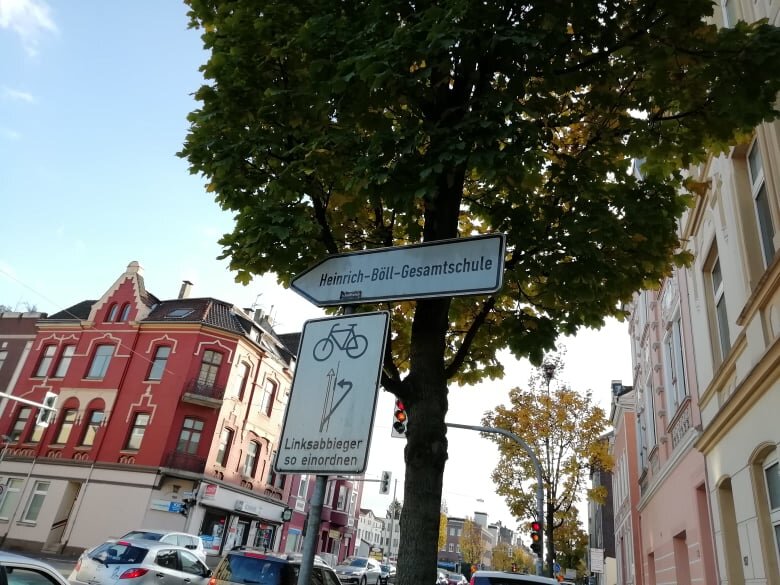 Heinrich-Böll-Gesamtschule
Linksabbieger
so einordnen